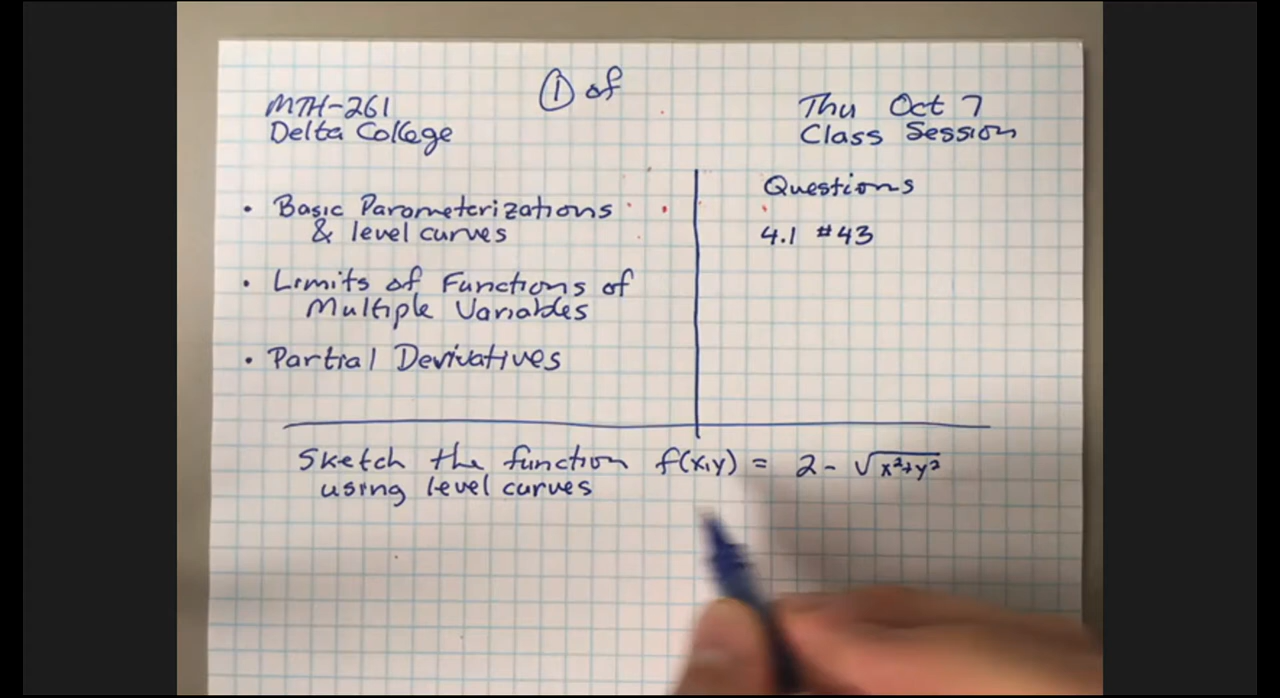 ① of
MTH-261
Delta College
Thu Oct 7
Class Session
• Basic Parameterizations
& level curves
• Limits of Functions of
Multiple Variables
• Partial Derivatives
Questions
4.1 #43
Sketch the function f(x,y) = 2 - √x²+y²
using level curves